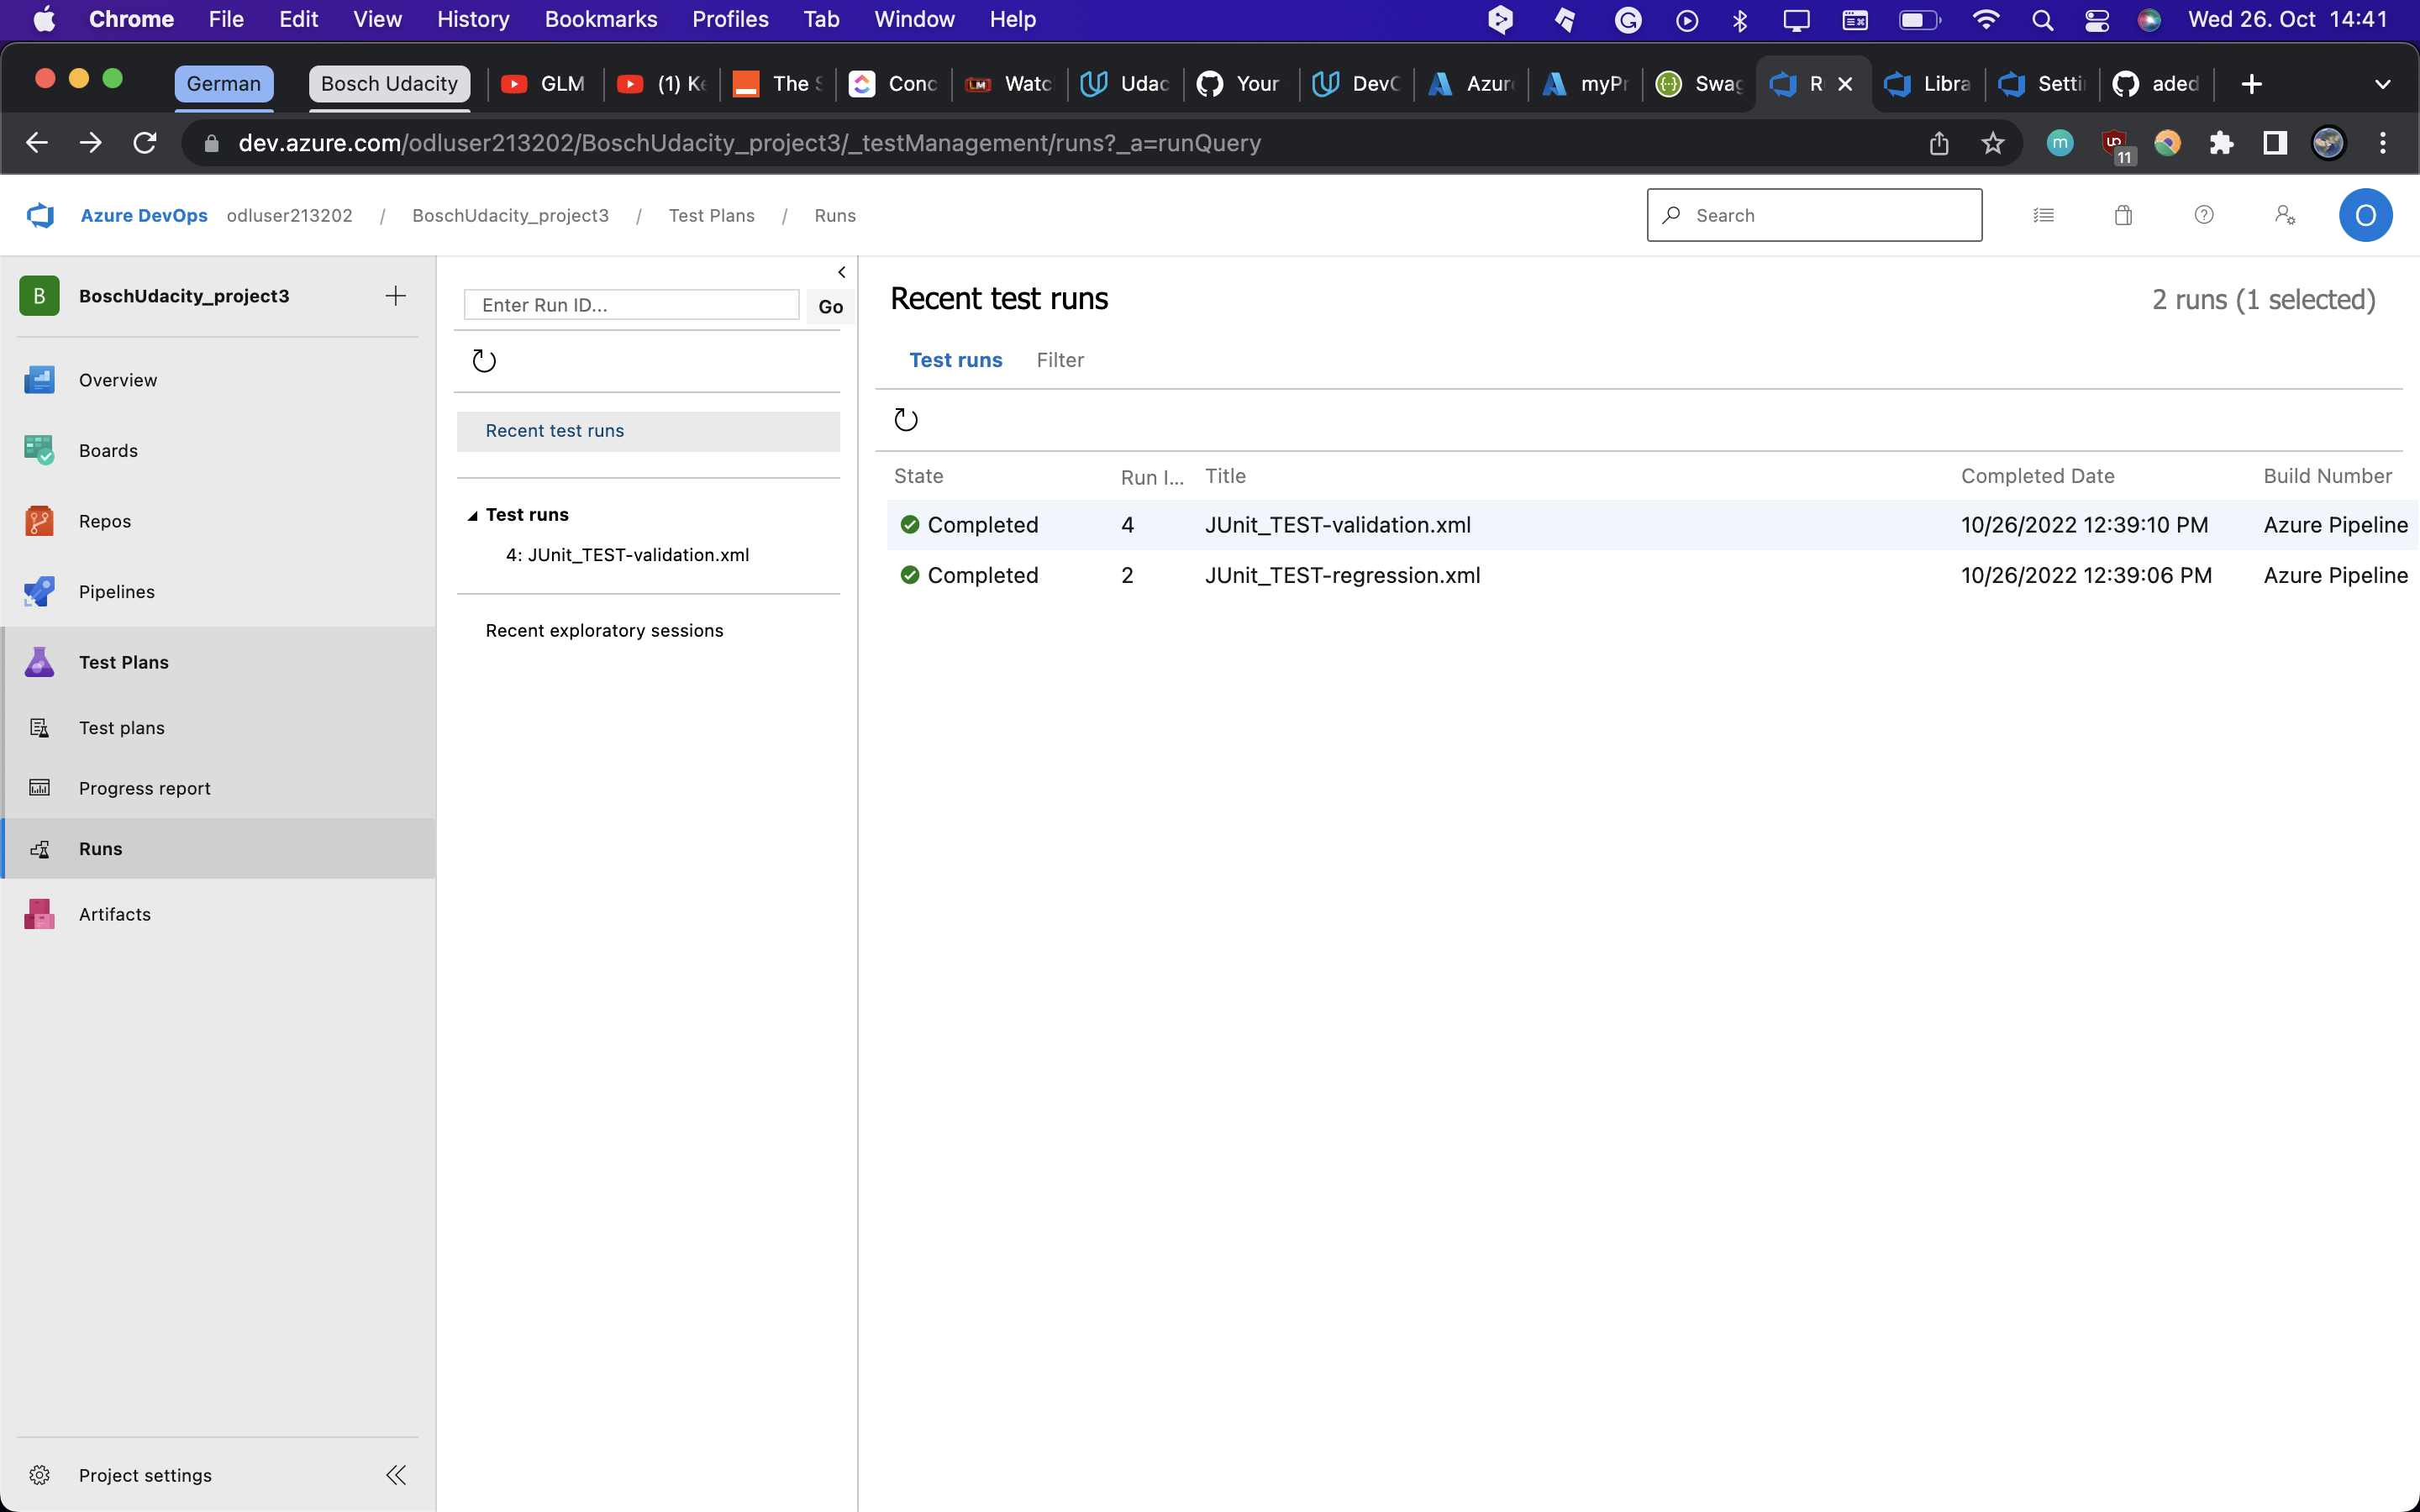 Chrome File Edit View History Bookmarks Profiles Tab Window Help Wed 26. Oct 14:41
German Bosch Udacity GLM (1) Ke The S Conc Watc Udac Your DevC Azure myPr Swag R Libra Setti aded
dev.azure.com/odluser213202/BoschUdacity_project3/_testManagement/runs?_a=runQuery
m
11
Azure DevOps odluser213202 / BoschUdacity_project3 / Test Plans / Runs
Search
O
B BoschUdacity_project3
Overview
Boards
Repos
Pipelines
Test Plans
Test plans
Progress report
Runs
Artifacts
Project settings
Enter Run ID...
Go
Recent test runs
Test runs
4: JUnit_TEST-validation.xml
Recent exploratory sessions
Recent test runs
2 runs (1 selected)
Test runs Filter
State Run I... Title Completed Date Build Number
Completed 4 JUnit_TEST-validation.xml 10/26/2022 12:39:10 PM Azure Pipeline
Completed 2 JUnit_TEST-regression.xml 10/26/2022 12:39:06 PM Azure Pipeline